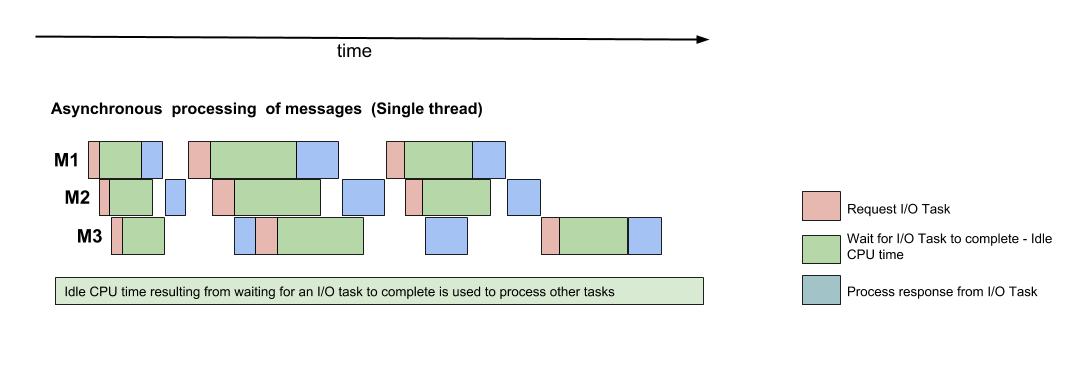 time
Asynchronous processing of messages (Single thread)
M1
M2
M3
Idle CPU time resulting from waiting for an I/O task to complete is used to process other tasks
Request I/O Task
Wait for I/O Task to complete - Idle
CPU time
Process response from I/O Task